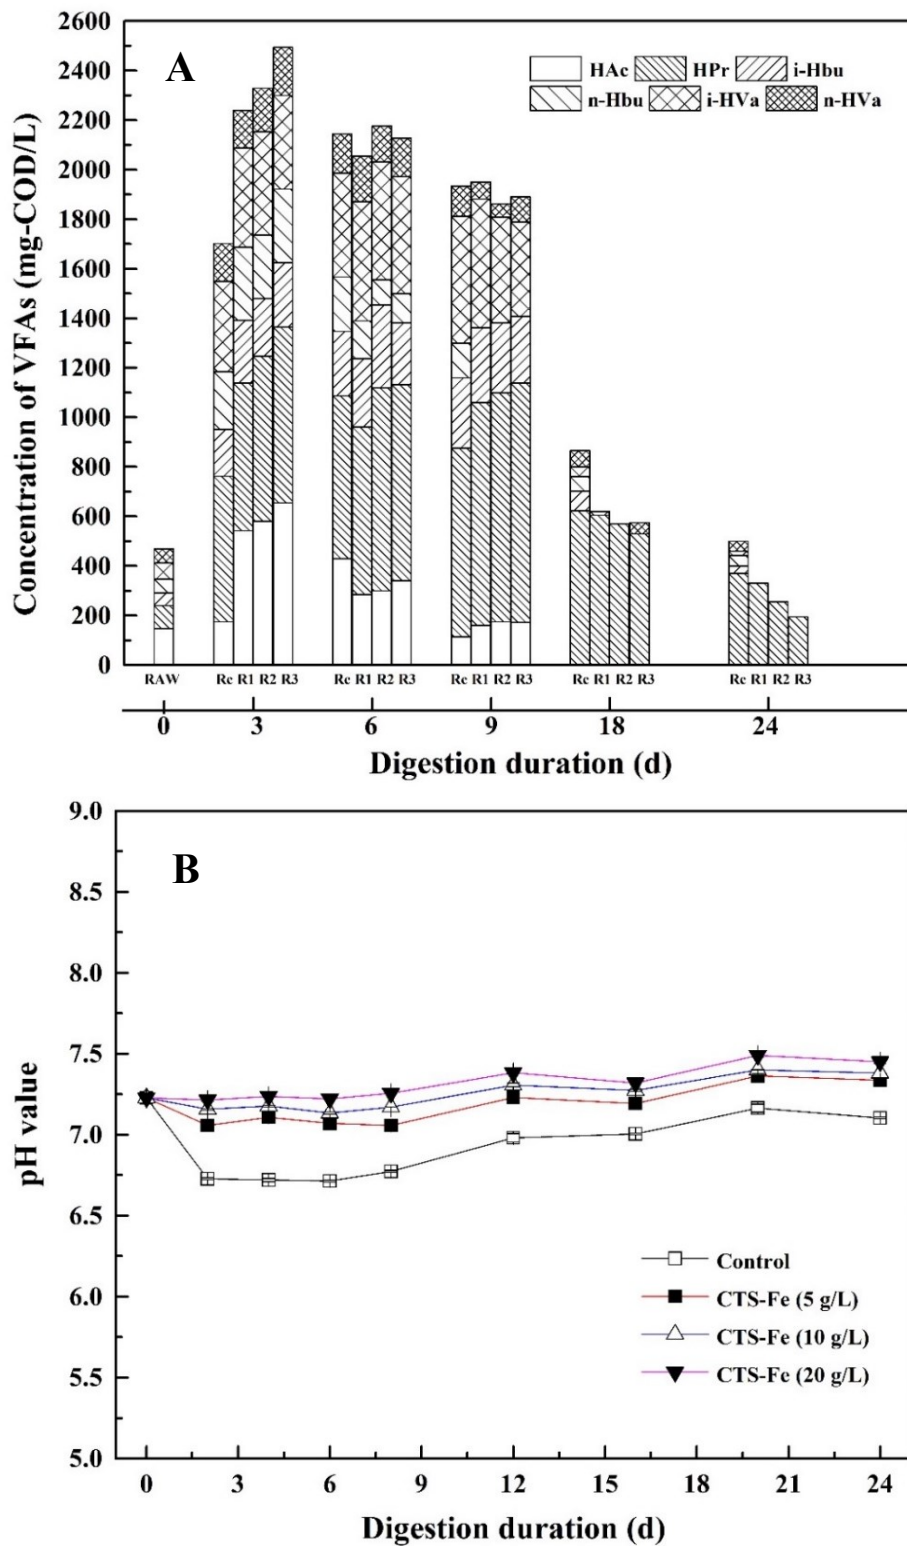 A
HAc HPr i-Hbu
n-Hbu i-HVa n-HVa
2600
2400
2200
2000
1800
1600
1400
1200
1000
800
600
400
200
0
Concentration of VFAs (mg-COD/L)
RAW Rc R1 R2 R3 Rc R1 R2 R3 Rc R1 R2 R3 Rc R1 R2 R3 Rc R1 R2 R3
0 3 6 9 18 24
Digestion duration (d)
B
9.0
8.5
8.0
7.5
7.0
6.5
6.0
5.5
5.0
pH value
Control
CTS-Fe (5 g/L)
CTS-Fe (10 g/L)
CTS-Fe (20 g/L)
0 3 6 9 12 15 18 21 24
Digestion duration (d)